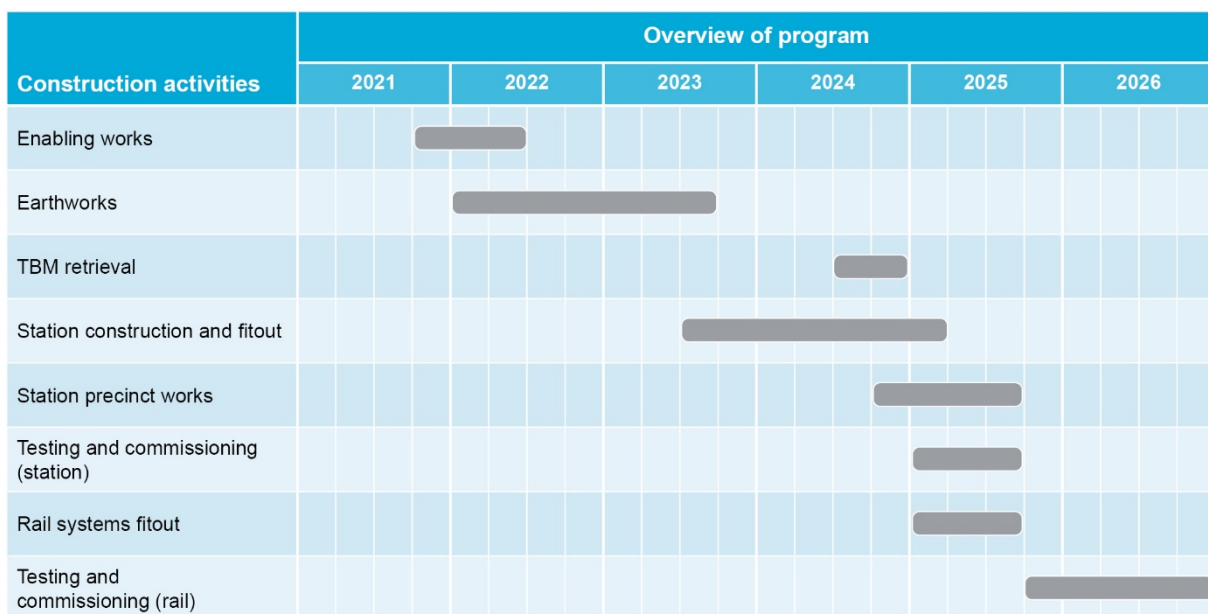 Overview of program
Construction activities
2021 2022 2023 2024 2025 2026
Enabling works
Earthworks
TBM retrieval
Station construction and fitout
Station precinct works
Testing and commissioning
(station)
Rail systems fitout
Testing and
commissioning (rail)